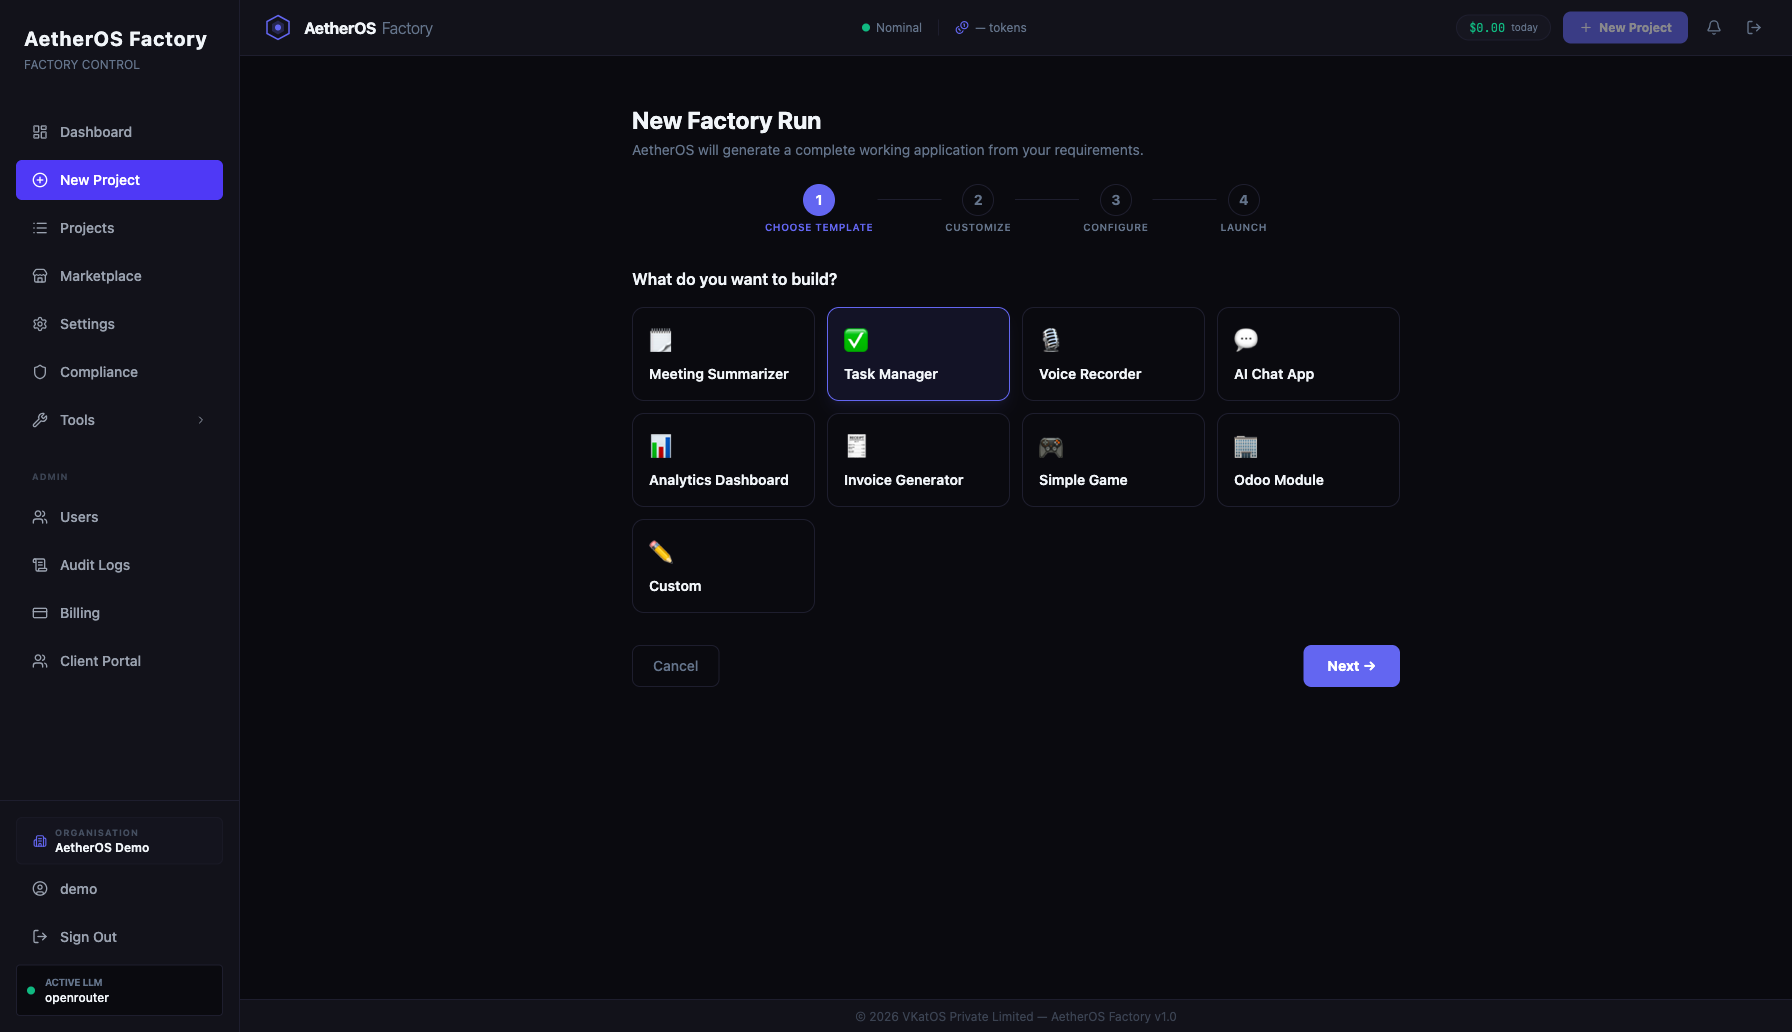 AetherOS Factory
FACTORY CONTROL
Dashboard
New Project
Projects
Marketplace
Settings
Compliance
Tools
ADMIN
Users
Audit Logs
Billing
Client Portal
ORGANISATION
AetherOS Demo
demo
Sign Out
ACTIVE LLM
openrouter
AetherOS Factory
Nominal
— tokens
$0.00 today
+ New Project
New Factory Run
AetherOS will generate a complete working application from your requirements.
1
2
3
4
CHOOSE TEMPLATE
CUSTOMIZE
CONFIGURE
LAUNCH
What do you want to build?
Meeting Summarizer
Task Manager
Voice Recorder
AI Chat App
Analytics Dashboard
RECEIPT
Invoice Generator
Simple Game
Odoo Module
Custom
Cancel
Next →
© 2026 VKatOS Private Limited — AetherOS Factory v1.0